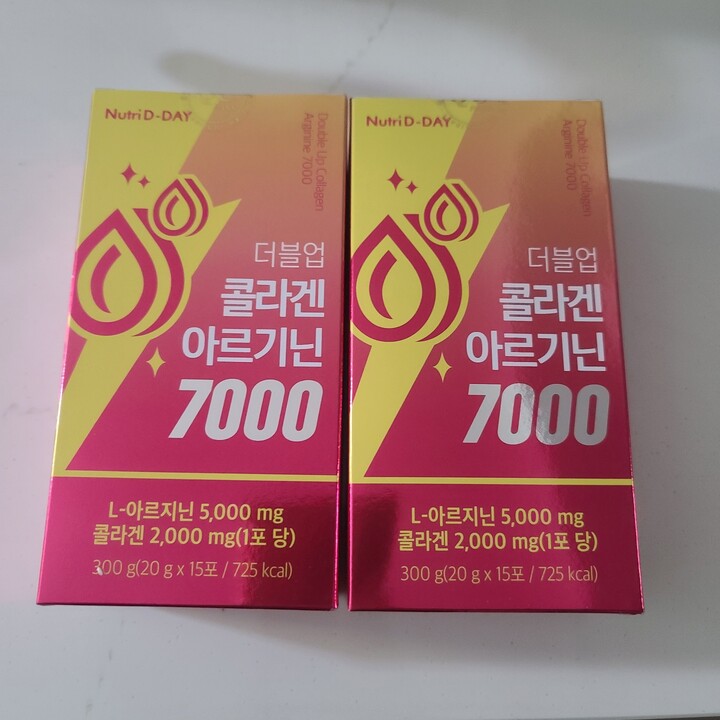 Nutri D-DAY
Double Up Collagen
Arginine 7000
더블업
콜라겐
아르기닌
7000
L-아르지닌 5,000 mg
콜라겐 2,000 mg(1포 당)
300 g(20 g x 15포 / 725 kcal)
Nutri D-DAY
Double Up Collagen
Arginine 7000
더블업
콜라겐
아르기닌
7000
L-아르지닌 5,000 mg
콜라겐 2,000 mg(1포 당)
300 g(20 g x 15포 / 725 kcal)